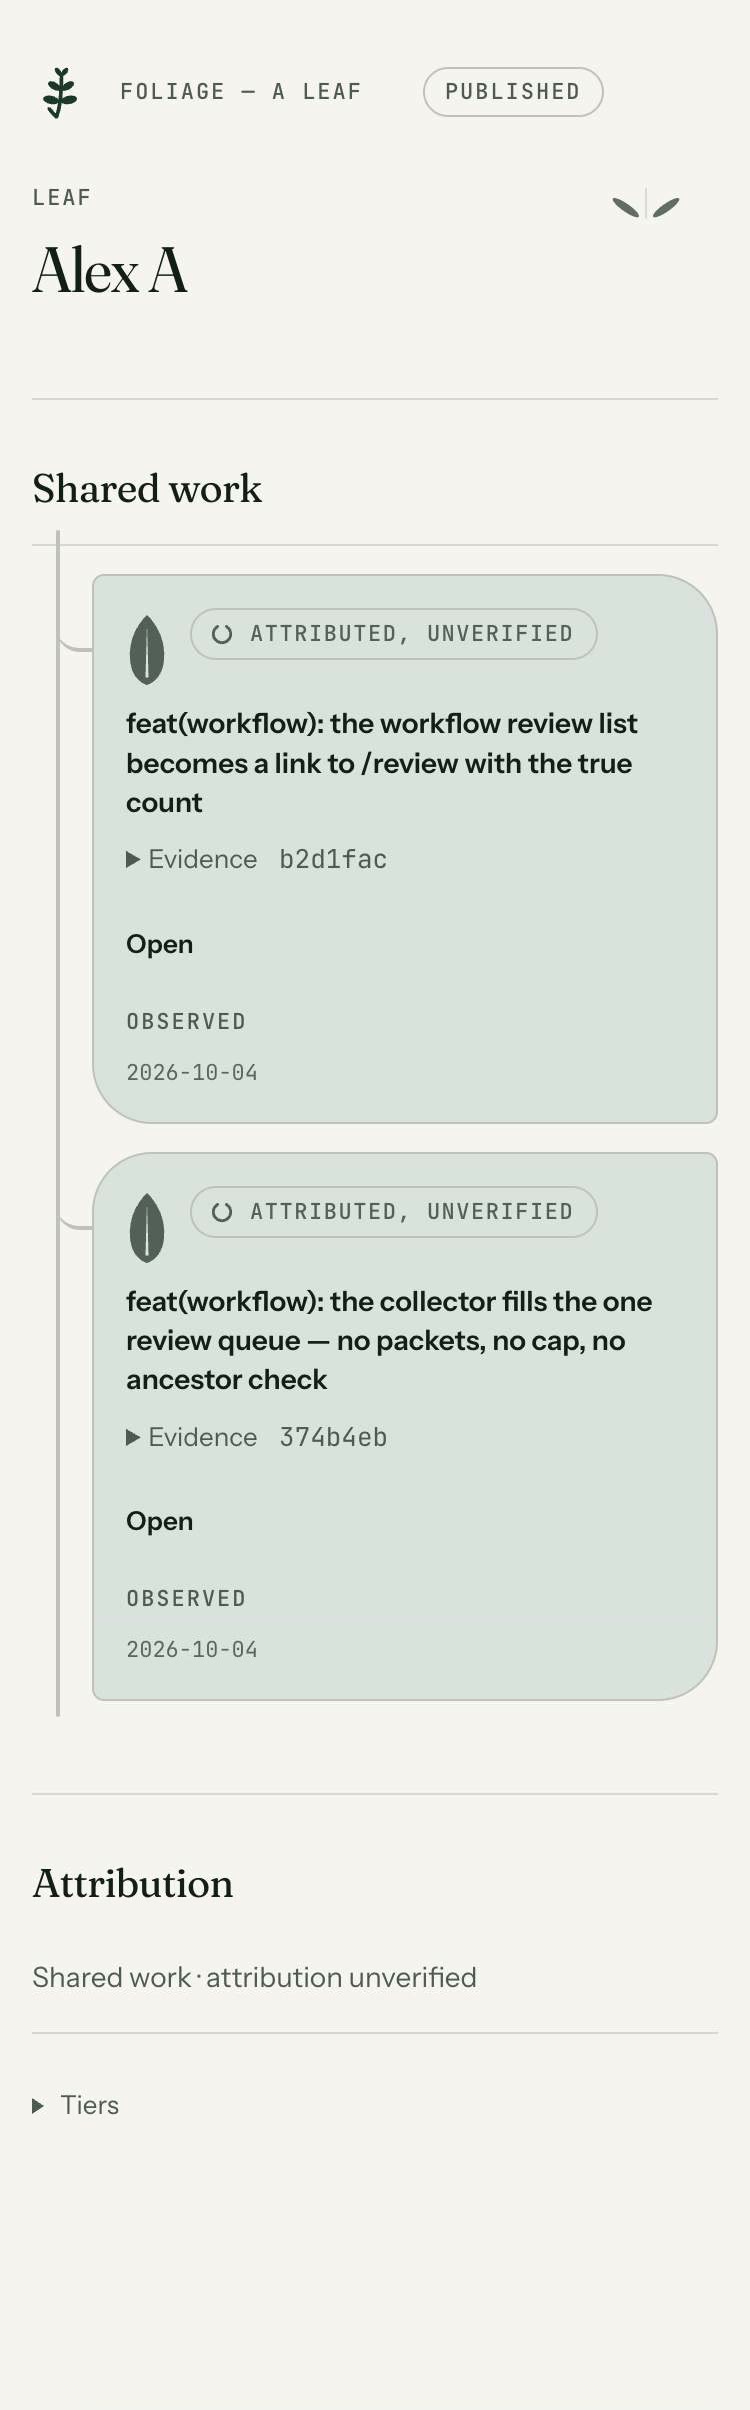 FOLIAGE — A LEAF
PUBLISHED
LEAF
Alex A
Shared work
ATTRIBUTED, UNVERIFIED
feat(workflow): the workflow review list
becomes a link to /review with the true
count
Evidence b2d1fac
Open
OBSERVED
2026-10-04
ATTRIBUTED, UNVERIFIED
feat(workflow): the collector fills the one
review queue — no packets, no cap, no
ancestor check
Evidence 374b4eb
Open
OBSERVED
2026-10-04
Attribution
Shared work · attribution unverified
Tiers